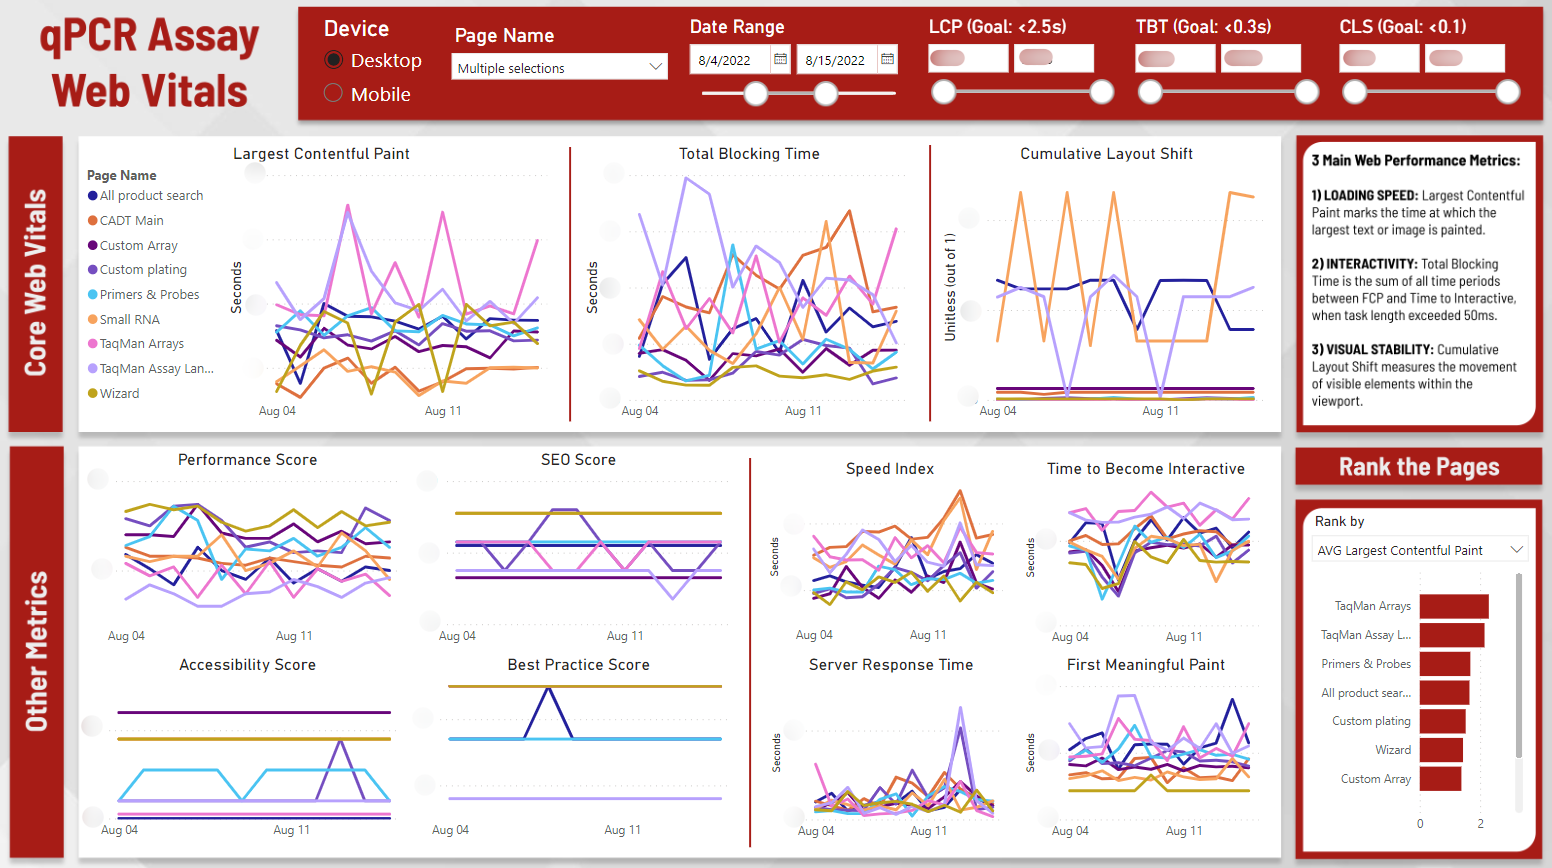 qPCR Assay
Web Vitals
Device
Desktop
Mobile
Page Name
Multiple selections
Date Range
8/4/2022
8/15/2022
LCP (Goal: <2.5s)
TBT (Goal: <0.3s)
CLS (Goal: <0.1)
Core Web Vitals
Largest Contentful Paint
Page Name
All product search
CADT Main
Custom Array
Custom plating
Primers & Probes
Small RNA
TaqMan Arrays
TaqMan Assay Lan...
Wizard
Seconds
Aug 04
Aug 11
Total Blocking Time
Seconds
Aug 04
Aug 11
Cumulative Layout Shift
Unitless (out of 1)
Aug 04
Aug 11
3 Main Web Performance Metrics:
1) LOADING SPEED: Largest Contentful
Paint marks the time at which the
largest text or image is painted.
2) INTERACTIVITY: Total Blocking
Time is the sum of all time periods
between FCP and Time to Interactive,
when task length exceeded 50ms.
3) VISUAL STABILITY: Cumulative
Layout Shift measures the movement
of visible elements within the
viewport.
Other Metrics
Performance Score
Aug 04
Aug 11
SEO Score
Aug 04
Aug 11
Speed Index
Seconds
Aug 04
Aug 11
Time to Become Interactive
Seconds
Aug 04
Aug 11
Accessibility Score
Aug 04
Aug 11
Best Practice Score
Aug 04
Aug 11
Server Response Time
Seconds
Aug 04
Aug 11
First Meaningful Paint
Seconds
Aug 04
Aug 11
Rank the Pages
Rank by
AVG Largest Contentful Paint
TaqMan Arrays
TaqMan Assay L...
Primers & Probes
All product sear...
Custom plating
Wizard
Custom Array
0
2